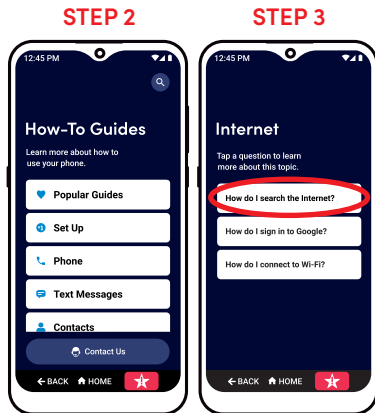 STEP 2
12:45 PM
How-To Guides
Learn more about how to
use your phone.
Popular Guides
Set Up
Phone
Text Messages
Contacts
Contact Us
BACK
HOME
STEP 3
12:45 PM
Internet
Tap a question to learn
more about this topic.
How do I search the Internet?
How do I sign in to Google?
How do I connect to Wi-Fi?
BACK
HOME